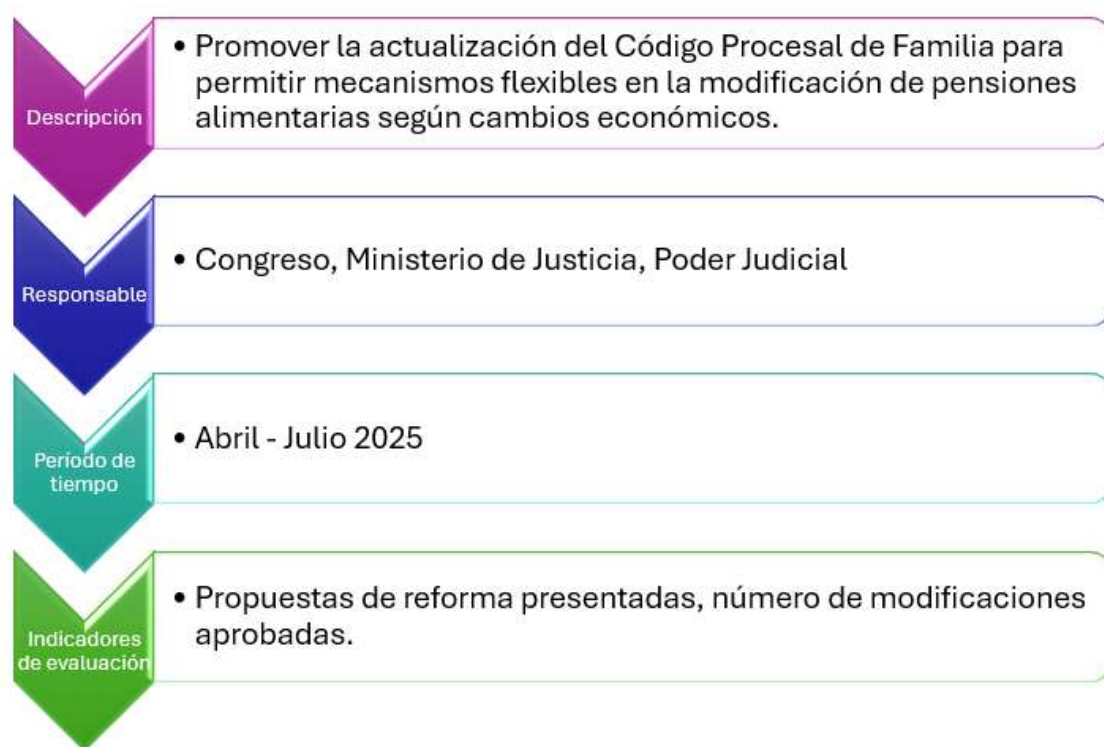 Descripción
• Promover la actualización del Código Procesal de Familia para
permitir mecanismos flexibles en la modificación de pensiones
alimentarias según cambios económicos.
Responsable
• Congreso, Ministerio de Justicia, Poder Judicial
Período de
tiempo
• Abril - Julio 2025
Indicadores
de evaluación
• Propuestas de reforma presentadas, número de modificaciones
aprobadas.